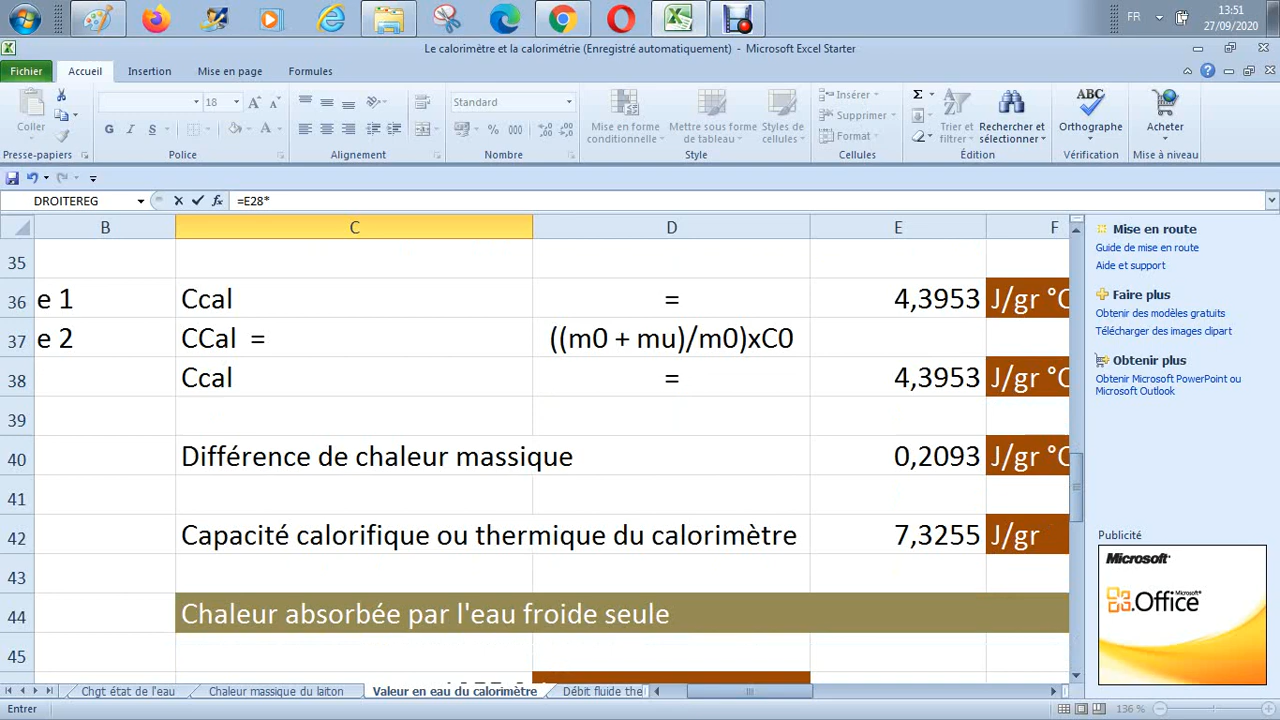 FR
13:51
27/09/2020
Le calorimètre et la calorimétrie (Enregistré automatiquement) - Microsoft Excel Starter
Fichier
Accueil
Insertion
Mise en page
Formules
Coller
G I S
A A
18
Standard
% 000
Mise en forme conditionnelle
Mettre sous forme de tableau
Styles de cellules
Insérer
Supprimer
Format
Σ
Trier et filtrer
Rechercher et sélectionner
ABC
Orthographe
Acheter
Presse-papiers
Police
Alignement
Nombre
Style
Cellules
Édition
Vérification
Mise à niveau
DROITEREG
fx
=E28*
B C D E F
35
36 e 1 Ccal = 4,3953 J/gr °C
37 e 2 CCal = ((m0 + mu)/m0)xC0
38 Ccal = 4,3953 J/gr °C
39
40 Différence de chaleur massique 0,2093 J/gr °C
41
42 Capacité calorifique ou thermique du calorimètre 7,3255 J/gr
43
44 Chaleur absorbée par l'eau froide seule
45
Mise en route
Guide de mise en route
Aide et support
Faire plus
Obtenir des modèles gratuits
Télécharger des images clipart
Obtenir plus
Obtenir Microsoft PowerPoint ou
Microsoft Outlook
Publicité
Microsoft
Office
Chgt état de l'eau
Chaleur massique du laiton
Valeur en eau du calorimètre
Débit fluide the
Entrer
136 %